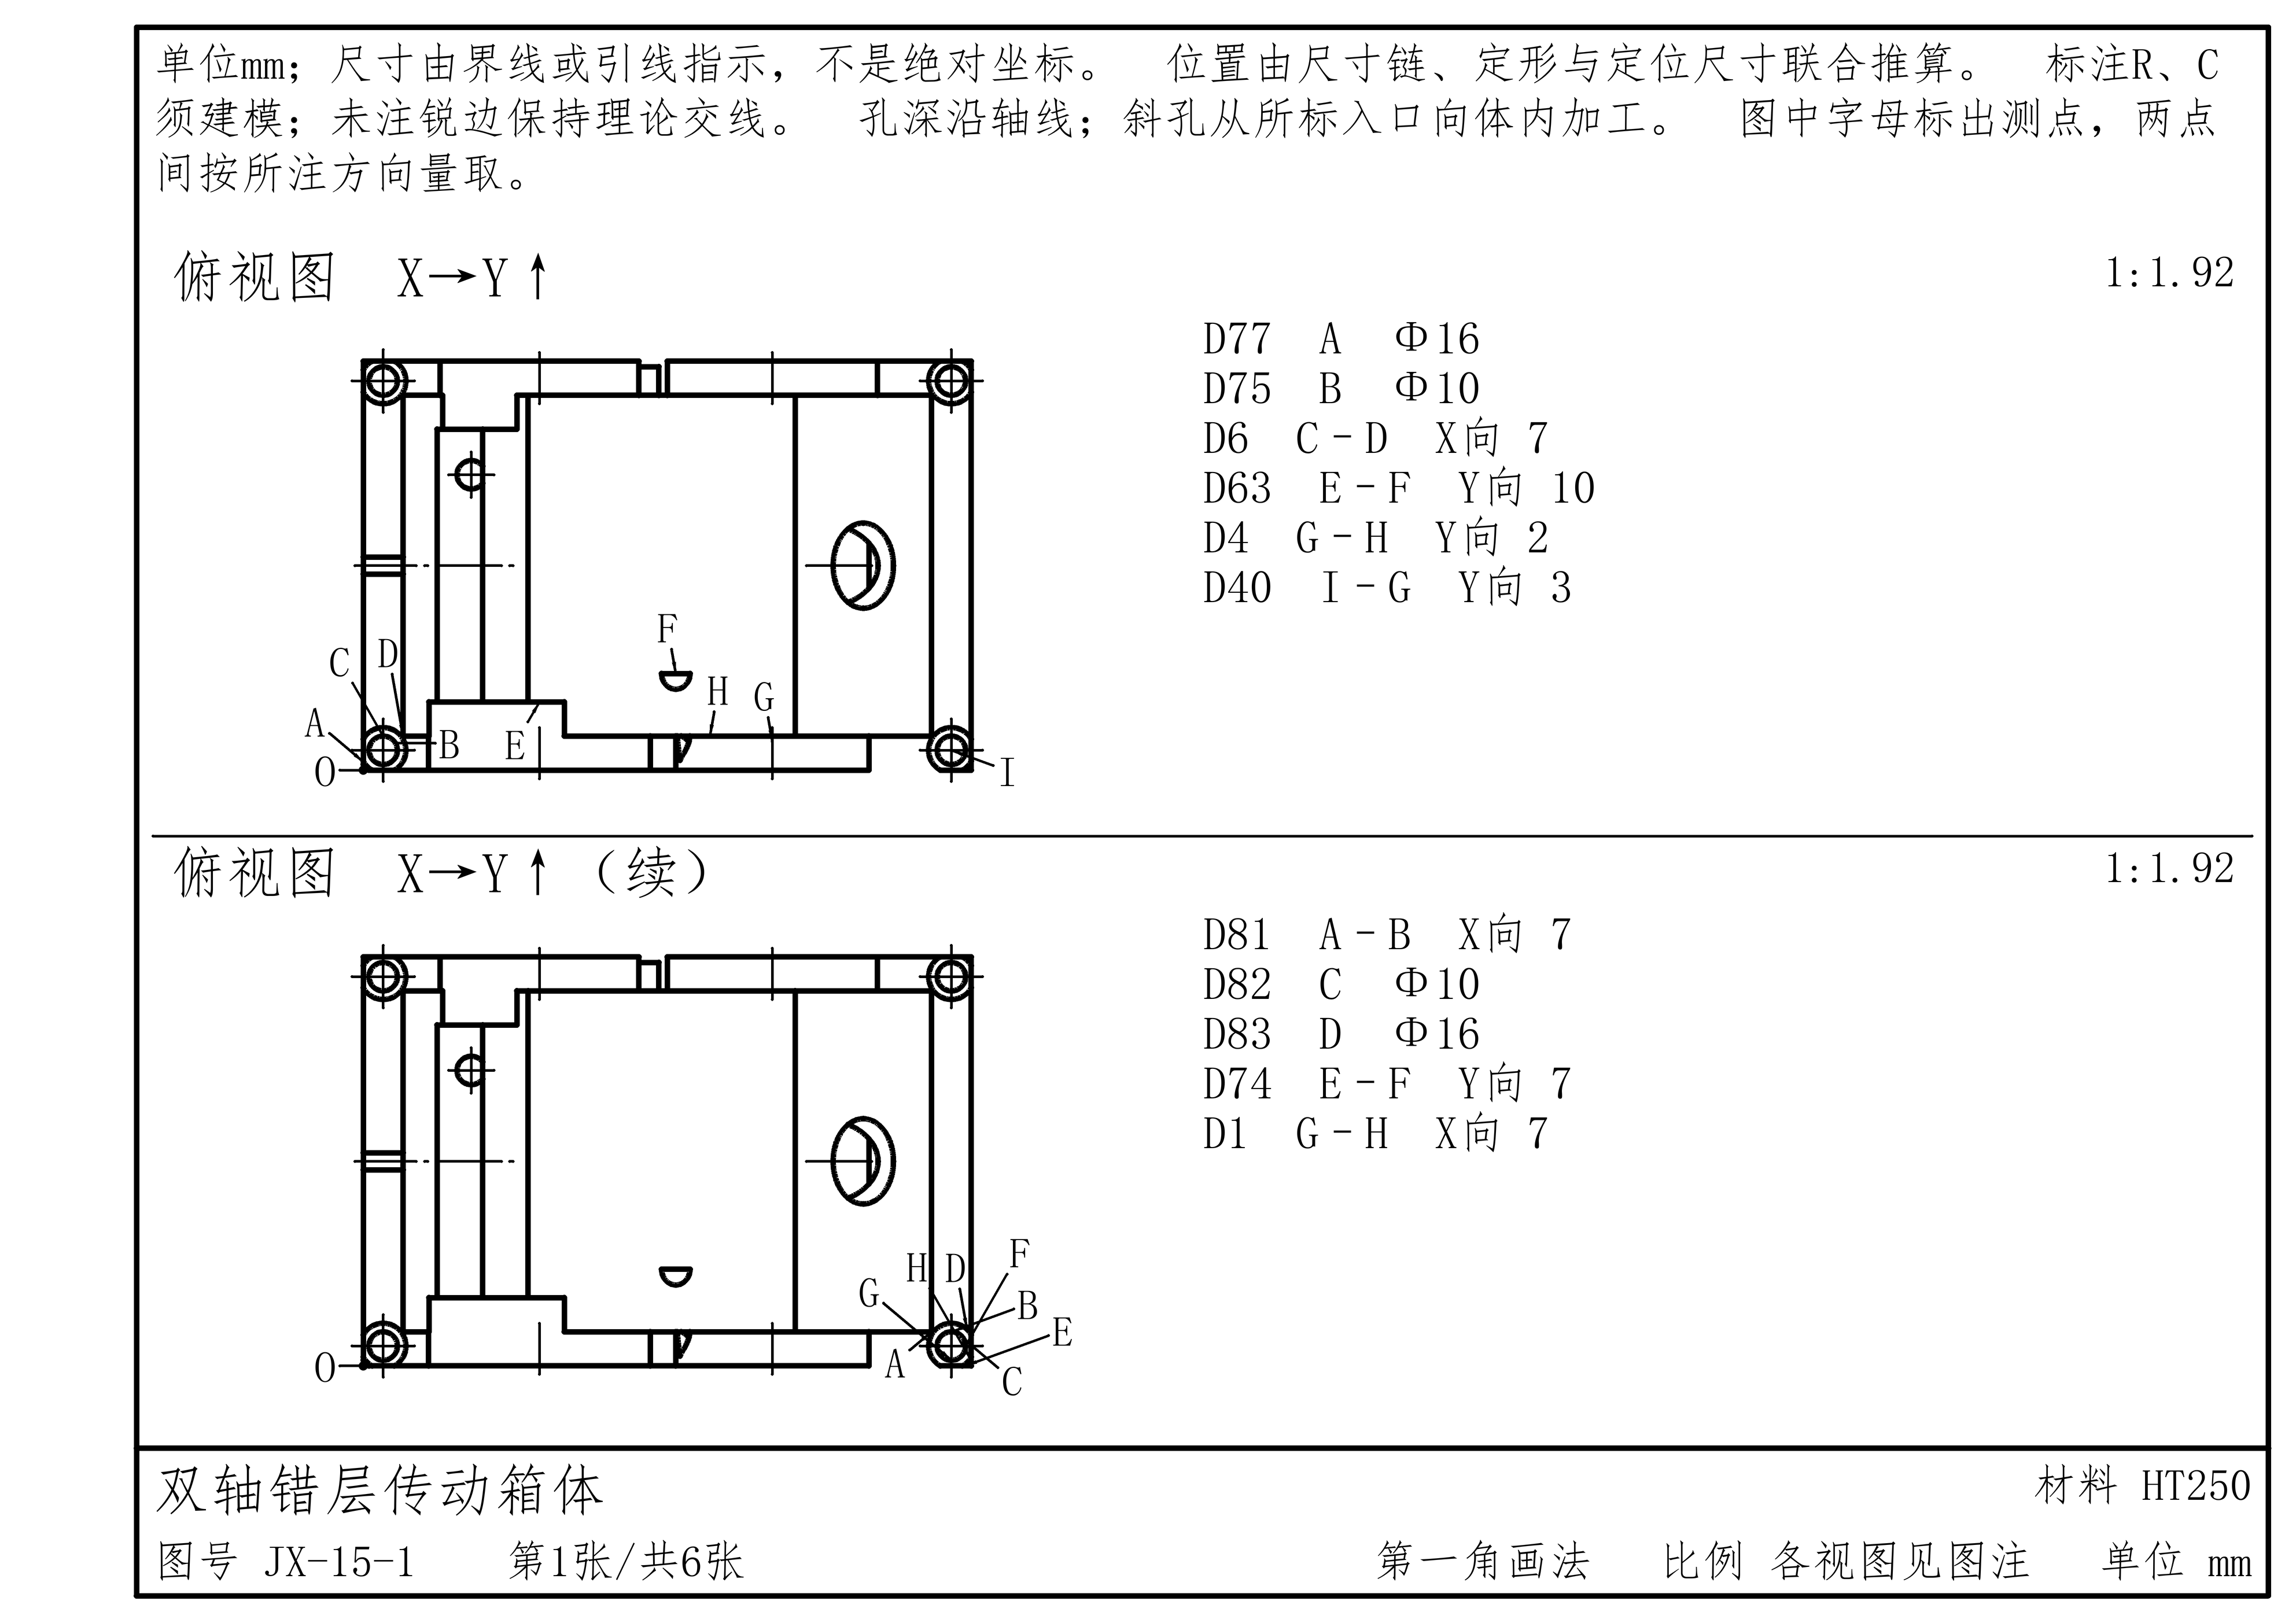 单位mm；尺寸由界线或引线指示，不是绝对坐标。 位置由尺寸链、定形与定位尺寸联合推算。 标注R、C
须建模；未注锐边保持理论交线。 孔深沿轴线；斜孔从所标入口向体内加工。 图中字母标出测点，两点
间按所注方向量取。
俯视图 X→Y↑
1:1.92
D77 A Φ16
D75 B Φ10
D6 C-D X向 7
D63 E-F Y向 10
D4 G-H Y向 2
D40 I-G Y向 3
F
C
D
H
G
A
B
E
O
I
俯视图 X→Y↑（续）
1:1.92
D81 A-B X向 7
D82 C Φ10
D83 D Φ16
D74 E-F Y向 7
D1 G-H X向 7
F
H
D
G
B
E
A
O
C
双轴错层传动箱体
材料 HT250
图号 JX-15-1 第1张/共6张
第一角画法 比例 各视图见图注 单位 mm